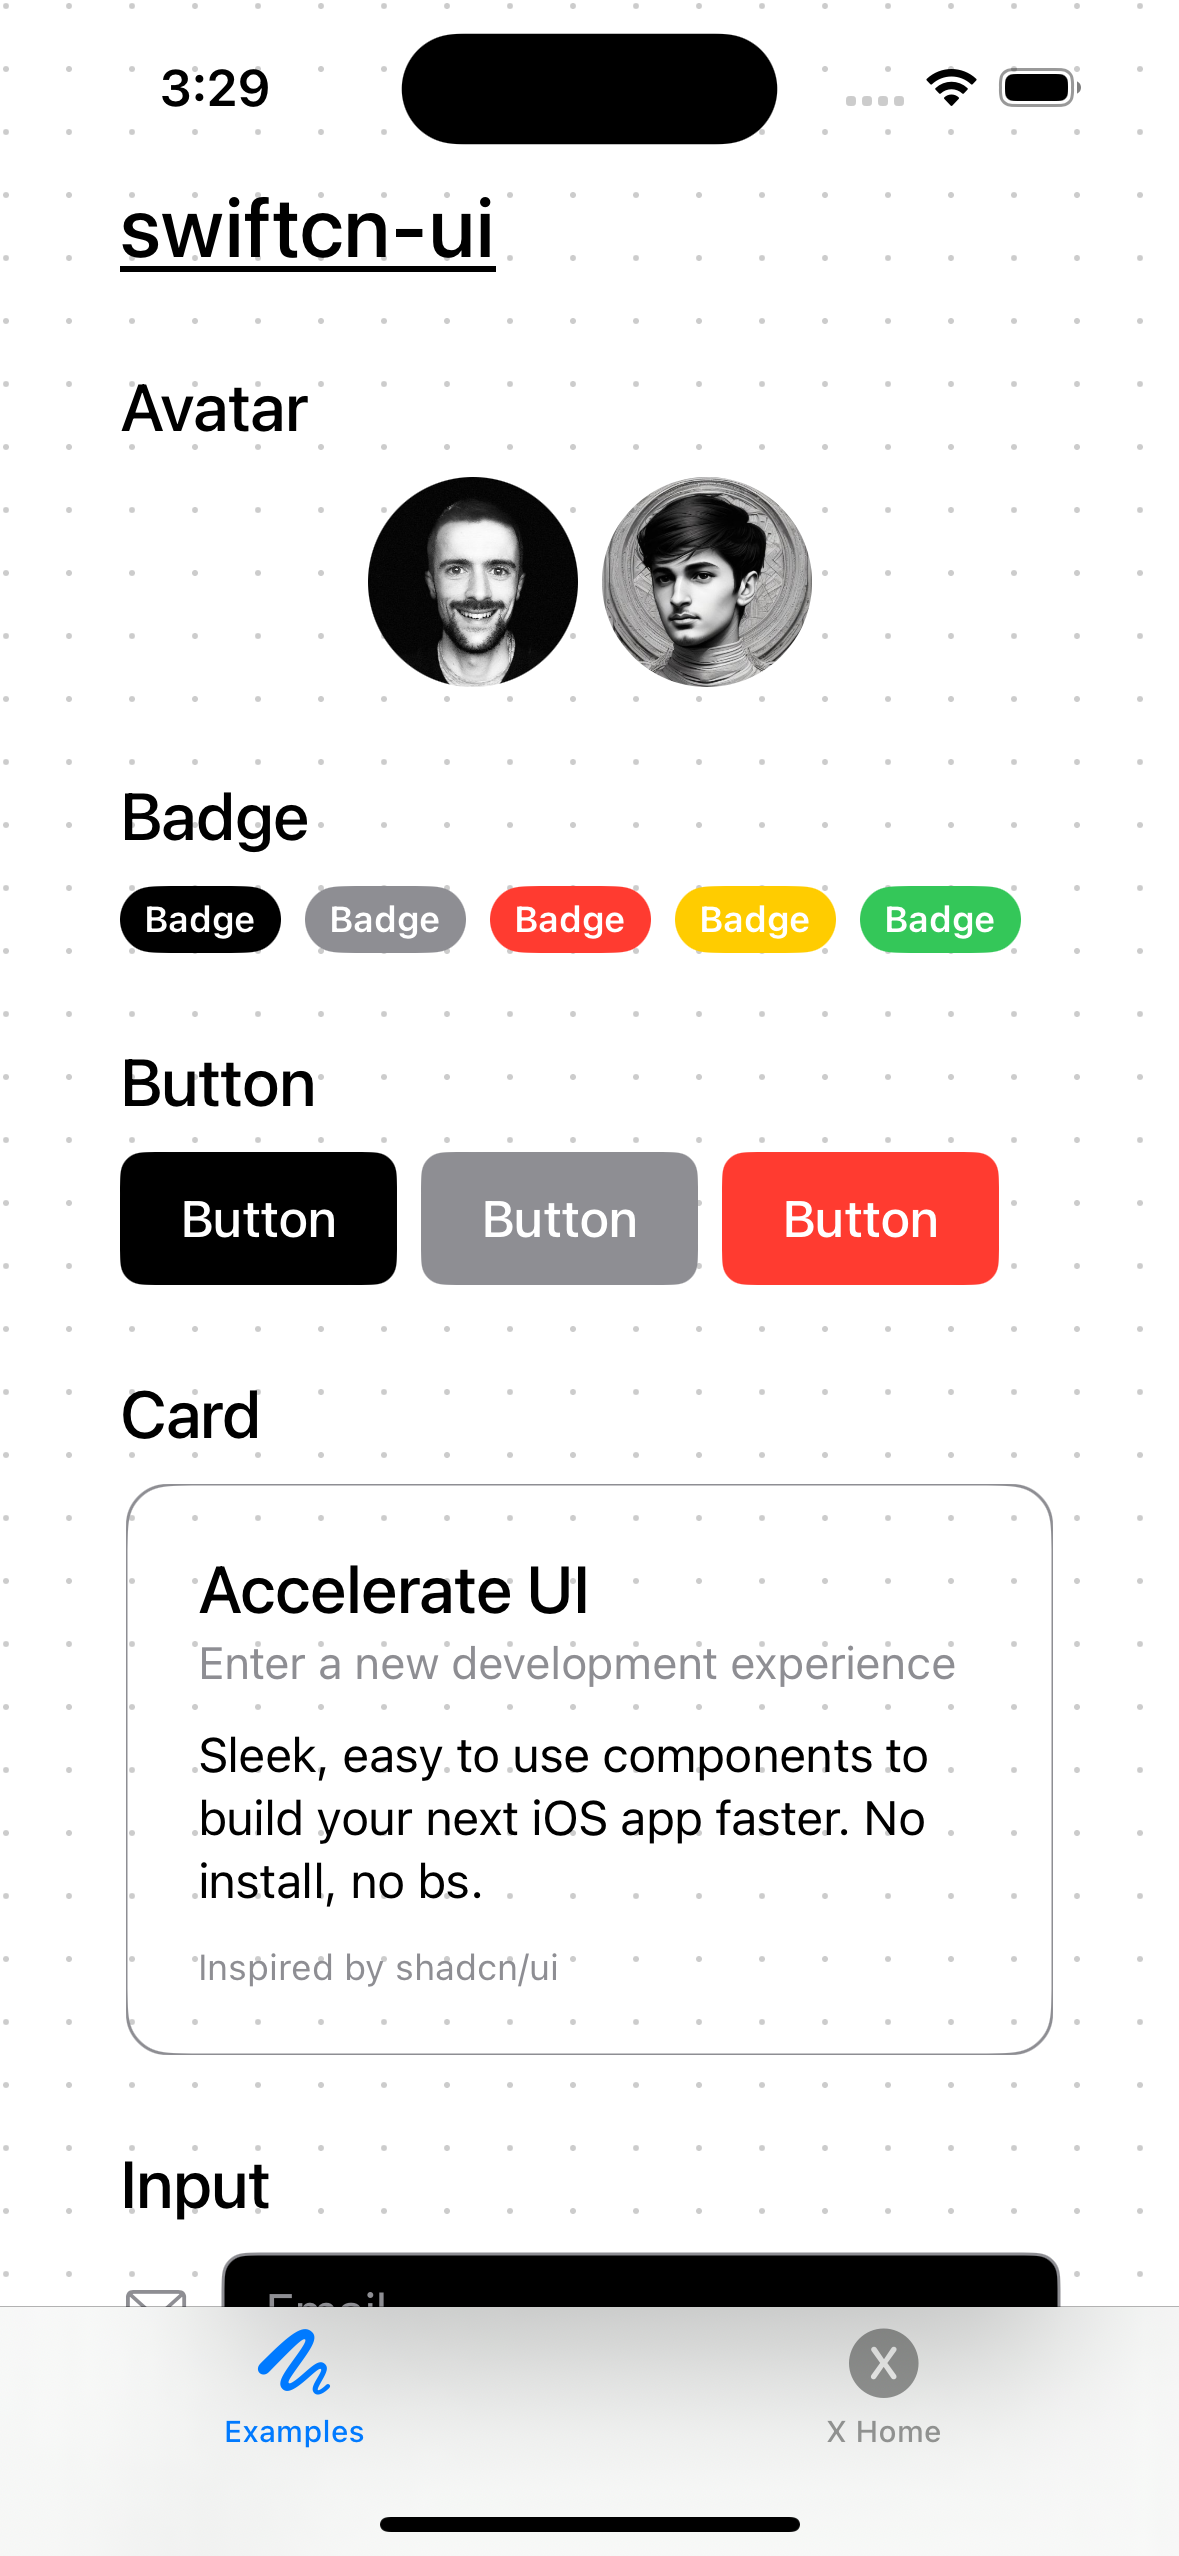 3:29
swiftcn-ui
Avatar
Badge
Badge Badge Badge Badge Badge
Button
Button Button Button
Card
Accelerate UI
Enter a new development experience
Sleek, easy to use components to
build your next iOS app faster. No
install, no bs.
Inspired by shadcn/ui
Input
Email
Examples X Home